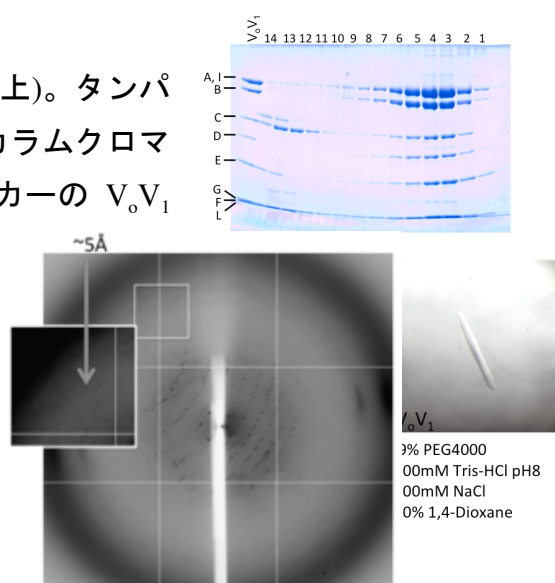 VoV1
14 13 12 11 10 9 8 7 6 5 4 3 2 1
A, I
B
C
D
E
G
F
L
上)。タンパ
カラムクロマ
カーの VoV1
~5Å
VoV1
9% PEG4000
00mM Tris-HCl pH8
00mM NaCl
0% 1,4-Dioxane